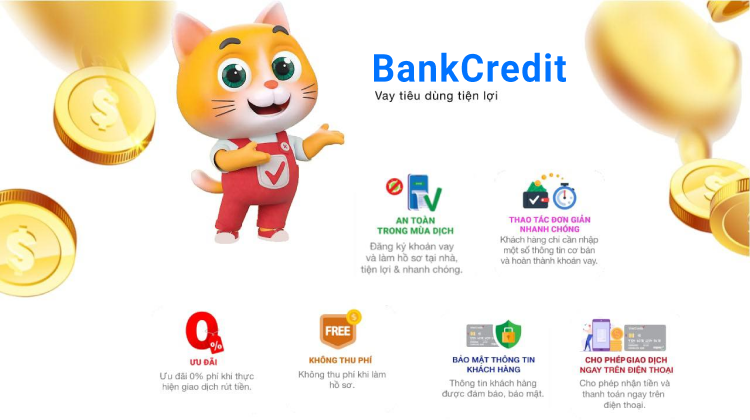 BankCredit
Vay tiêu dùng tiện lợi
AN TOÀN
TRONG MÙA DỊCH
Đăng ký khoản vay
và làm hồ sơ tại nhà,
tiện lợi & nhanh chóng.
THAO TÁC ĐƠN GIẢN
NHANH CHÓNG
Khách hàng chỉ cần nhập
một số thông tin cơ bản
và hoàn thành khoản vay.
0%
ƯU ĐÃI
Ưu đãi 0% phí khi thực
hiện giao dịch rút tiền.
FREE
KHÔNG THU PHÍ
Không thu phí khi làm
hồ sơ.
BẢO MẬT THÔNG TIN
KHÁCH HÀNG
Thông tin khách hàng
được đảm bảo, bảo mật.
CHO PHÉP GIAO DỊCH
NGAY TRÊN ĐIỆN THOẠI
Cho phép nhận tiền và
thanh toán ngay trên
điện thoại.